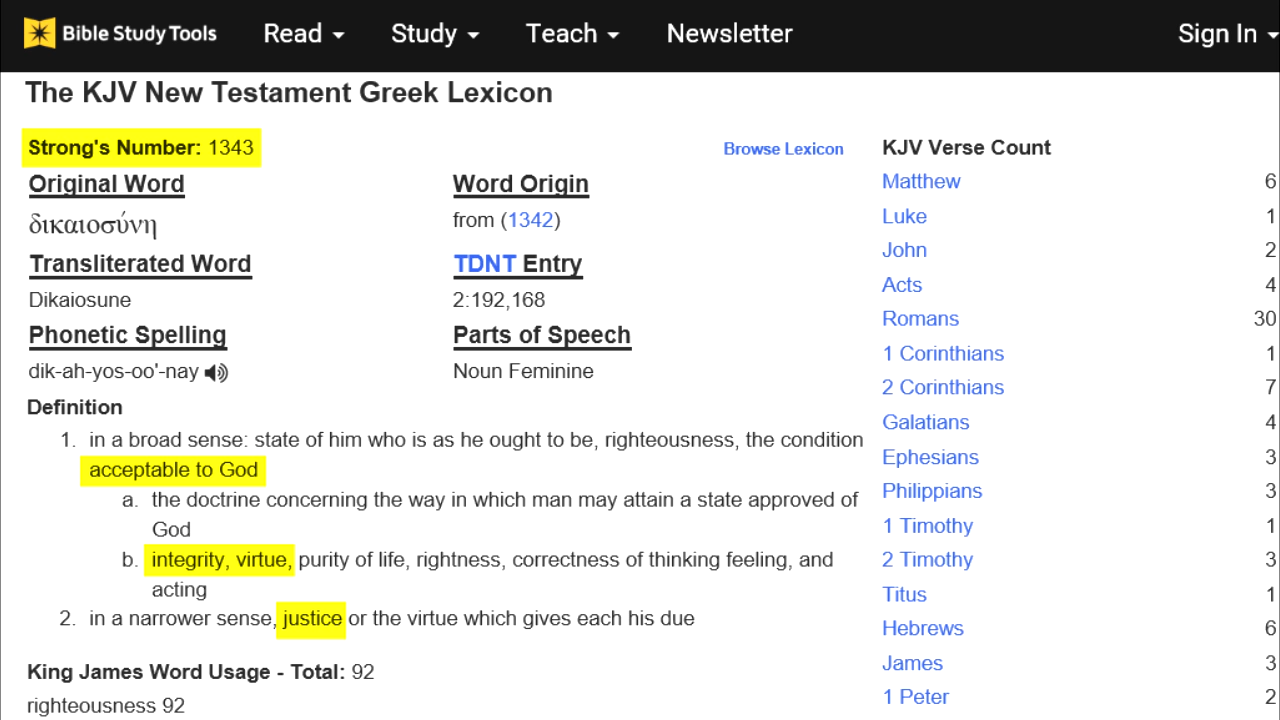 Bible Study Tools Read Study Teach Newsletter Sign In
The KJV New Testament Greek Lexicon
Strong's Number: 1343
Browse Lexicon
Original Word
δικαιοσύνη
Word Origin
from (1342)
Transliterated Word
Dikaiosune
TDNT Entry
2:192,168
Phonetic Spelling
dik-ah-yos-oo'-nay
Parts of Speech
Noun Feminine
Definition
1. in a broad sense: state of him who is as he ought to be, righteousness, the condition
acceptable to God
a. the doctrine concerning the way in which man may attain a state approved of
God
b. integrity, virtue, purity of life, rightness, correctness of thinking feeling, and
acting
2. in a narrower sense, justice or the virtue which gives each his due
King James Word Usage - Total: 92
righteousness 92
KJV Verse Count
Matthew 6
Luke 1
John 2
Acts 4
Romans 30
1 Corinthians 1
2 Corinthians 7
Galatians 4
Ephesians 3
Philippians 3
1 Timothy 1
2 Timothy 3
Titus 1
Hebrews 6
James 3
1 Peter 2